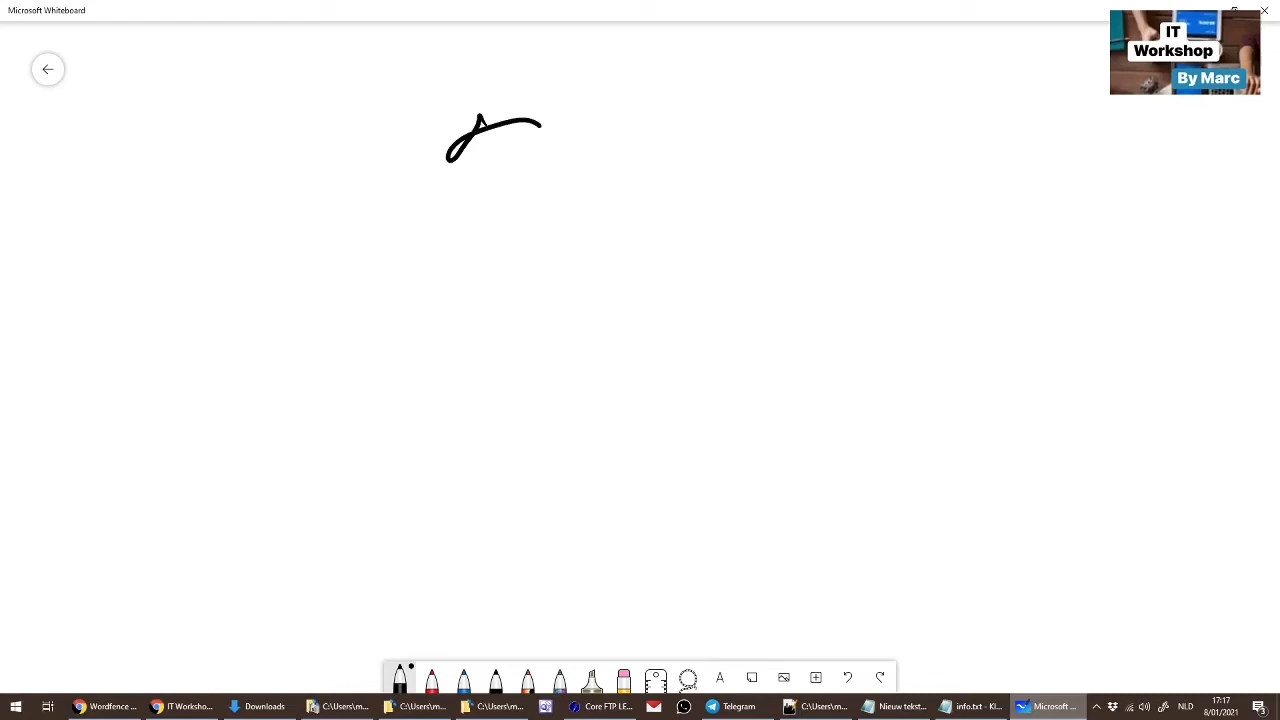 Microsoft Whiteboard
IT
Workshop
By Marc
A
Wordfence ...
IT Worksho...
Downloads
C:\Users\m...
C:\Users\m...
C:\Users\m...
Core FTP LE...
Telegram
C:\Users\m...
Nieuw tekst...
info.txt - Kl...
Microsoft ...
NLD
17:17
8/01/2021